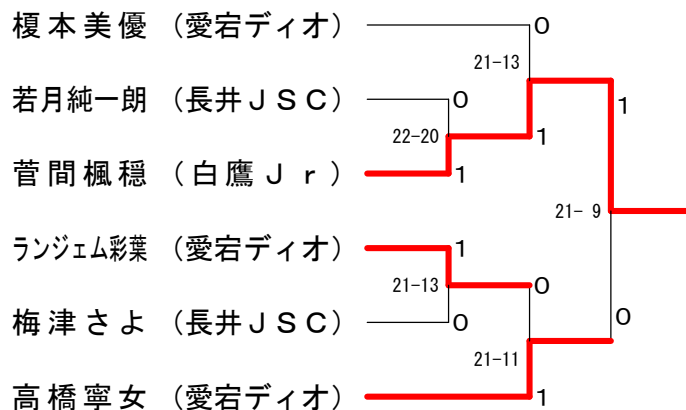 榎本美優 (愛宕ディオ)
0
21-13
若月純一朗 (長井ＪＳＣ)
0
1
22-20
1
菅間楓穏 (白鷹Ｊｒ)
1
21- 9
ランジェム彩葉 (愛宕ディオ)
1
21-13
0
梅津さよ (長井ＪＳＣ)
0
0
21-11
高橋寧女 (愛宕ディオ)
1